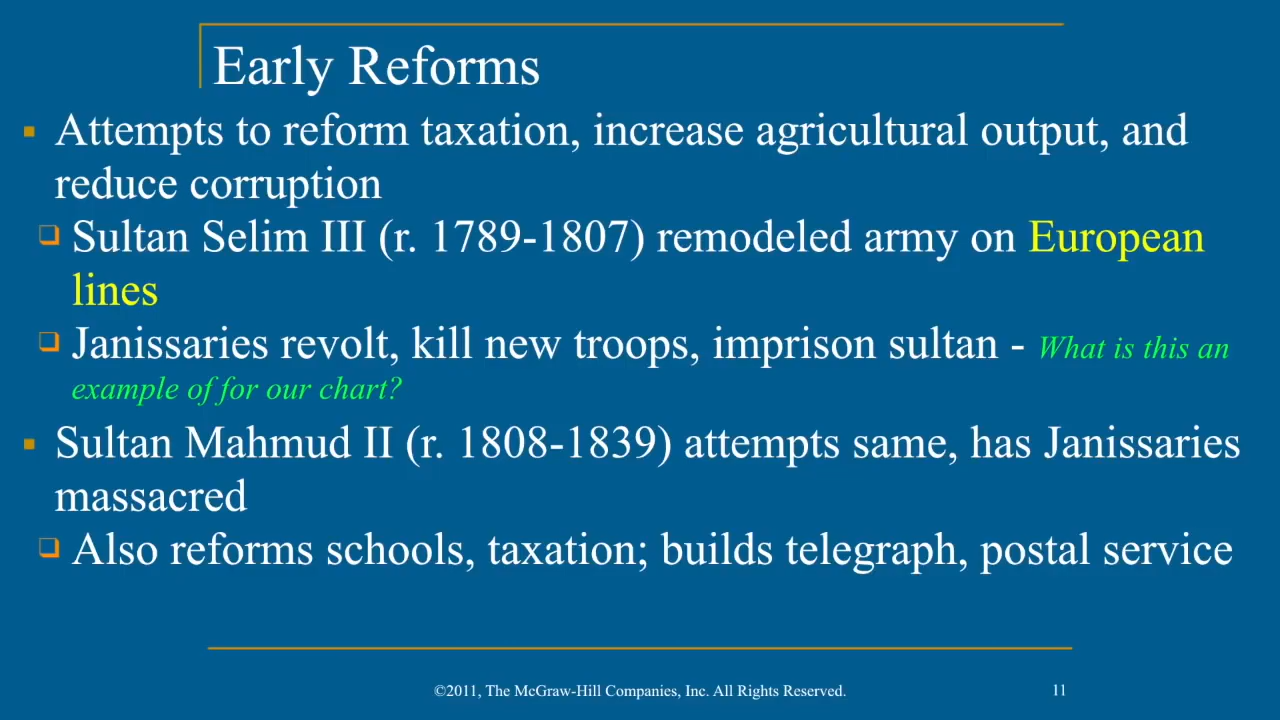 Early Reforms
Attempts to reform taxation, increase agricultural output, and
reduce corruption
Sultan Selim III (r. 1789-1807) remodeled army on European
lines
Janissaries revolt, kill new troops, imprison sultan - What is this an
example of for our chart?
Sultan Mahmud II (r. 1808-1839) attempts same, has Janissaries
massacred
Also reforms schools, taxation; builds telegraph, postal service
©2011, The McGraw-Hill Companies, Inc. All Rights Reserved.
11